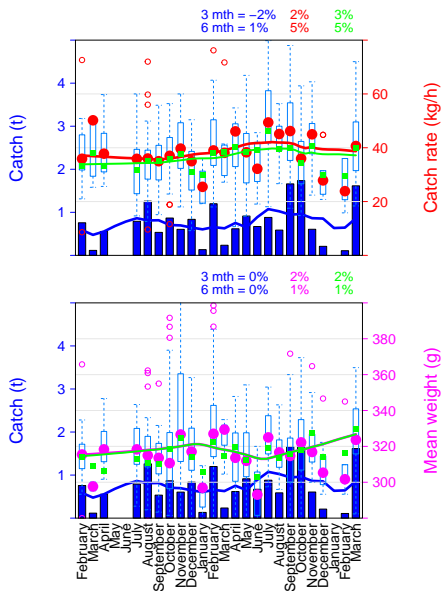 3 mth = −2% 2% 3%
6 mth = 1% 5% 5%
5
4
3
2
1
Catch (t)
60
40
20
Catch rate (kg/h)
3 mth = 0% 2% 2%
6 mth = 0% 1% 1%
5
4
3
2
1
Catch (t)
380
360
340
320
300
Mean weight (g)
February
March
April
May
June
July
August
September
October
November
December
January
February
March
April
May
June
July
August
September
October
November
December
January
February
March